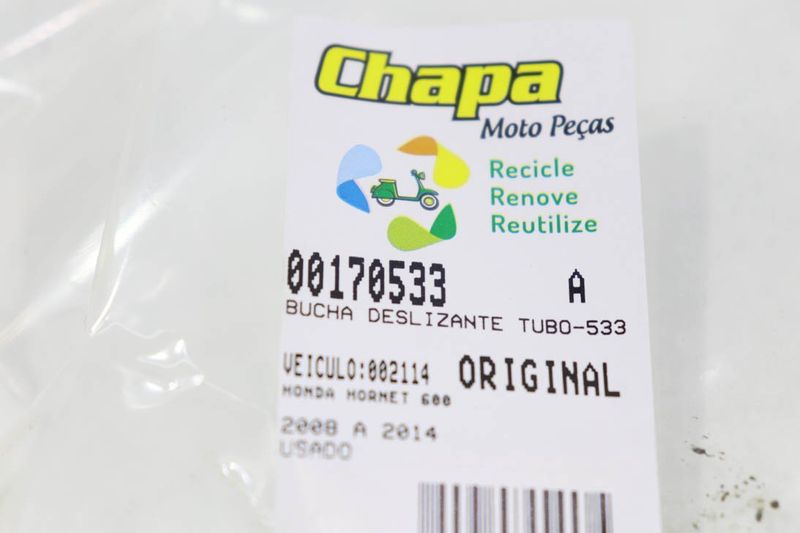 Chapa
Moto Peças
Recicle
Renove
Reutilize
00170533 A
BUCHA DESLIZANTE TUBO-533
VEICULO:002114 ORIGINAL
HONDA HORNET 600
2008 A 2014
USADO